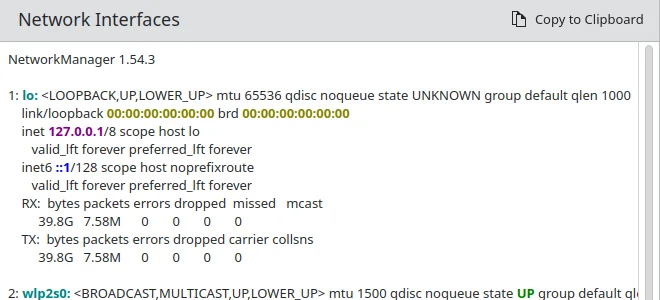 Network Interfaces
Copy to Clipboard
NetworkManager 1.54.3
1: lo: <LOOPBACK,UP,LOWER_UP> mtu 65536 qdisc noqueue state UNKNOWN group default qlen 1000
link/loopback 00:00:00:00:00:00 brd 00:00:00:00:00:00
inet 127.0.0.1/8 scope host lo
valid_lft forever preferred_lft forever
inet6 ::1/128 scope host noprefixroute
valid_lft forever preferred_lft forever
RX: bytes packets errors dropped missed mcast
39.8G 7.58M 0 0 0 0
TX: bytes packets errors dropped carrier collsns
39.8G 7.58M 0 0 0 0
2: wlp2s0: <BROADCAST,MULTICAST,UP,LOWER_UP> mtu 1500 qdisc noqueue state UP group default